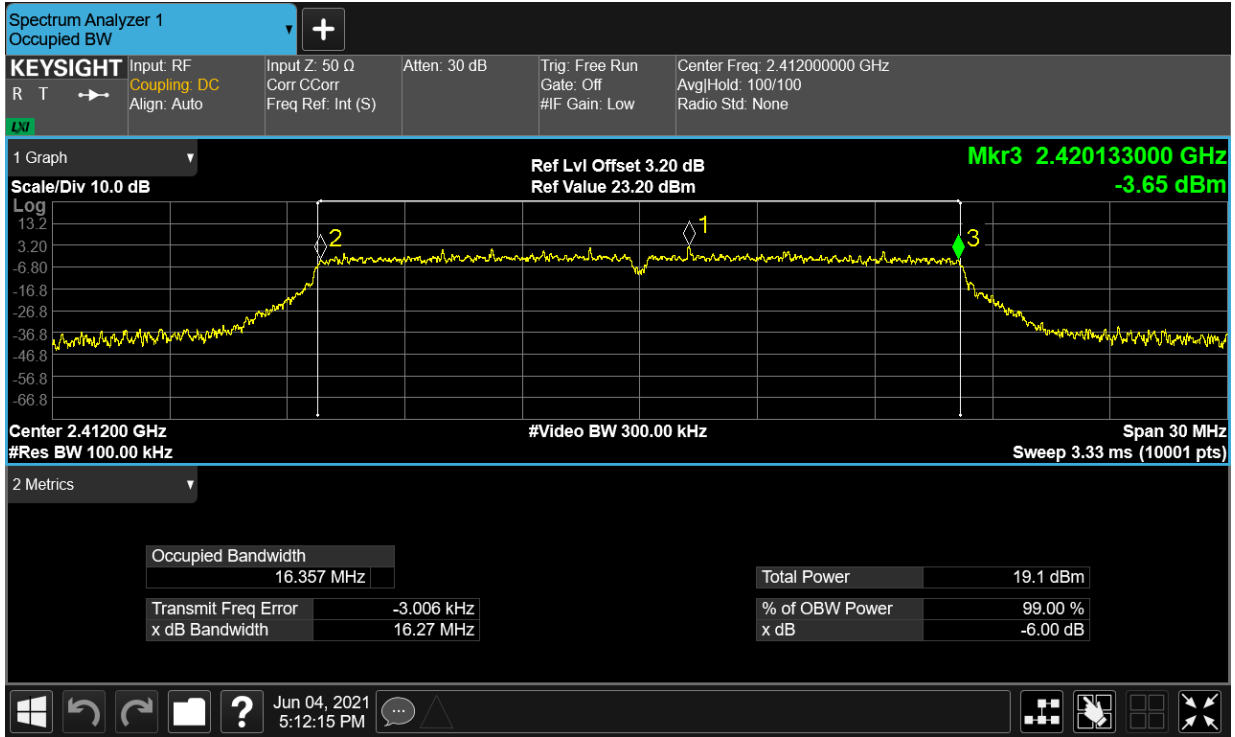 Spectrum Analyzer 1
Occupied BW
▼
+
KEYSIGHT
R T
LXI
Input: RF
Coupling: DC
Align: Auto
Input Z: 50 Ω
Corr CCorr
Freq Ref: Int (S)
Atten: 30 dB
Trig: Free Run
Gate: Off
#IF Gain: Low
Center Freq: 2.412000000 GHz
Avg|Hold: 100/100
Radio Std: None
1 Graph ▼
Scale/Div 10.0 dB
Ref Lvl Offset 3.20 dB
Ref Value 23.20 dBm
Mkr3 2.420133000 GHz
-3.65 dBm
Log
13.2
3.20
-6.80
-16.8
-26.8
-36.8
-46.8
-56.8
-66.8
2
1
3
Center 2.41200 GHz
#Res BW 100.00 kHz
#Video BW 300.00 kHz
Span 30 MHz
Sweep 3.33 ms (10001 pts)
2 Metrics ▼
Occupied Bandwidth
16.357 MHz
Transmit Freq Error -3.006 kHz
x dB Bandwidth 16.27 MHz
Total Power 19.1 dBm
% of OBW Power 99.00 %
x dB -6.00 dB
?
Jun 04, 2021
5:12:15 PM